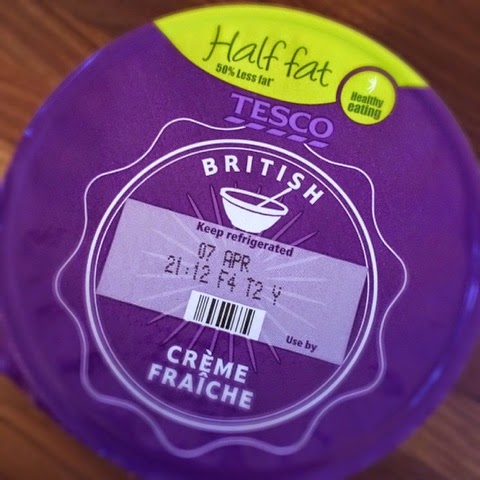 Half fat
50% Less fat*
Healthy
eating
TESCO
BRITISH
Keep refrigerated
07 APR
21:12 F4 T2 Y
Use by
CRÈME
FRAÎCHE